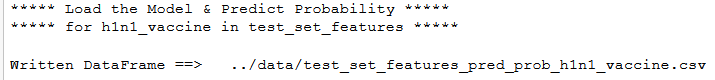 ***** Load the Model & Predict Probability *****
***** for h1n1_vaccine in test_set_features *****
Written DataFrame ==>   ../data/test_set_features_pred_prob_h1n1_vaccine.csv